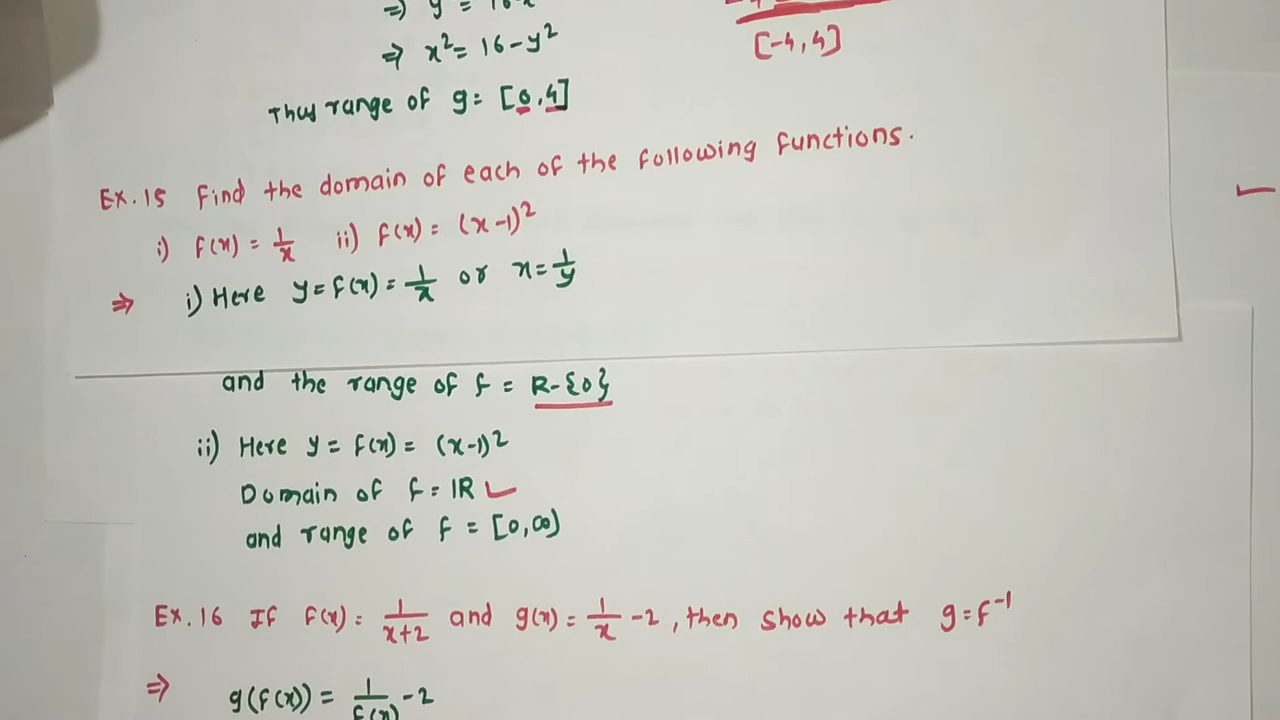 ⇒ x²= 16-y²
[-4,4]
Thus range of g= [0,4]
Ex.15 Find the domain of each of the following functions.
i) f(x) = 1/x ii) f(x) = (x-1)²
⇒ i) Here y=f(x)= 1/x or x= 1/y
and the range of f = R-{0}
ii) Here y= f(x)= (x-1)²
Domain of f= IR
and range of f = [0,∞)
Ex.16 If f(x)= 1/x+2 and g(x)= 1/x -2, then show that g=f⁻¹
⇒ g(f(x))= 1/f(x) -2